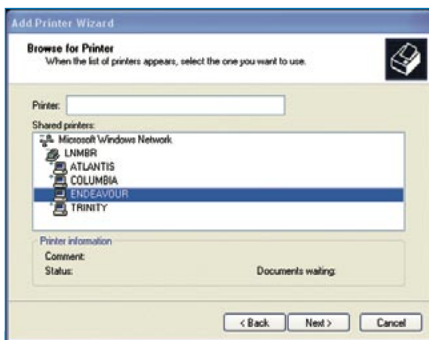 Add Printer Wizard
Browse for Printer
When the list of printers appears, select the one you want to use.
Printer:
Shared printers:
Microsoft Windows Network
LNMBR
ATLANTIS
COLUMBIA
ENDEAVOUR
TRINITY
Printer information
Comment:
Status:
Documents waiting:
< Back
Next >
Cancel